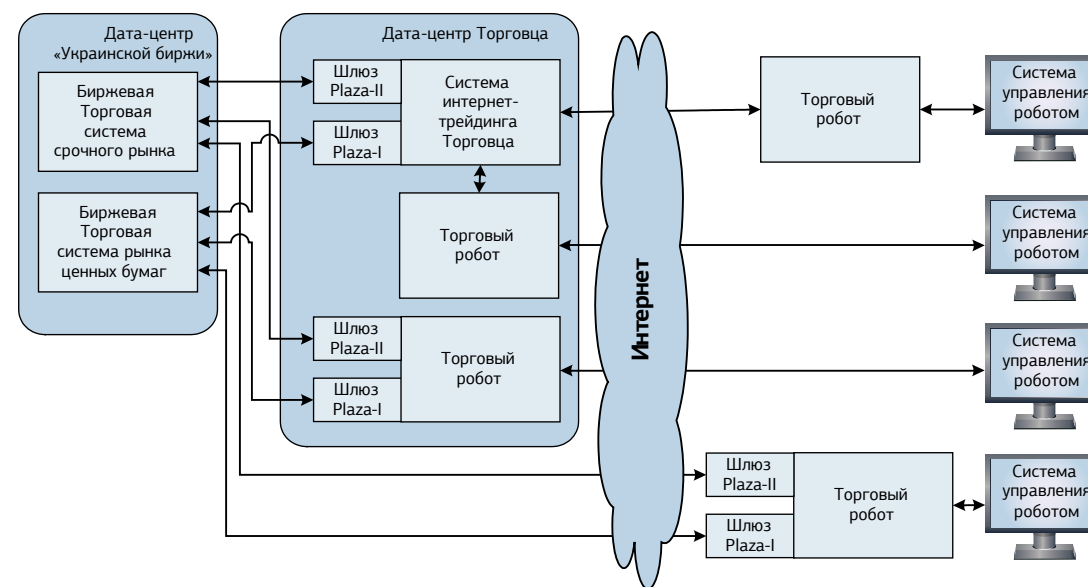 Дата-центр
«Украинской биржи»
Биржевая
Торговая
система
срочного рынка
Биржевая
Торговая
система рынка
ценных бумаг
Дата-центр Торговца
Шлюз
Plaza-II
Шлюз
Plaza-I
Система
интернет-
трейдинга
Торговца
Торговый
робот
Шлюз
Plaza-II
Шлюз
Plaza-I
Торговый
робот
Интернет
Торговый
робот
Система
управления
роботом
Система
управления
роботом
Система
управления
роботом
Шлюз
Plaza-II
Шлюз
Plaza-I
Торговый
робот
Система
управления
роботом